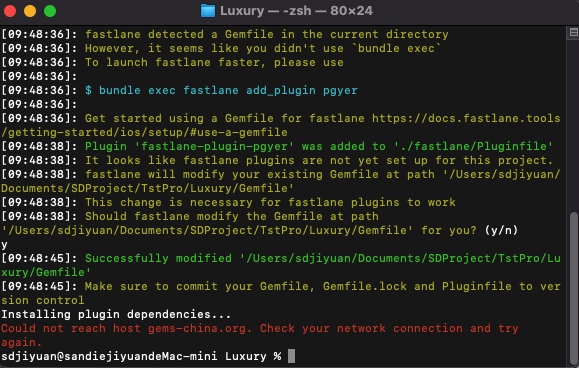 Luxury — -zsh — 80×24
[09:48:36]: fastlane detected a Gemfile in the current directory
[09:48:36]: However, it seems like you didn't use `bundle exec`
[09:48:36]: To launch fastlane faster, please use
[09:48:36]:
[09:48:36]: $ bundle exec fastlane add_plugin pgyer
[09:48:36]:
[09:48:36]: Get started using a Gemfile for fastlane https://docs.fastlane.tools
/getting-started/ios/setup/#use-a-gemfile
[09:48:38]: Plugin 'fastlane-plugin-pgyer' was added to './fastlane/Pluginfile'
[09:48:38]: It looks like fastlane plugins are not yet set up for this project.
[09:48:38]: fastlane will modify your existing Gemfile at path '/Users/sdjiyuan/
Documents/SDProject/TstPro/Luxury/Gemfile'
[09:48:38]: This change is necessary for fastlane plugins to work
[09:48:38]: Should fastlane modify the Gemfile at path
'/Users/sdjiyuan/Documents/SDProject/TstPro/Luxury/Gemfile' for you? (y/n)
y
[09:48:45]: Successfully modified '/Users/sdjiyuan/Documents/SDProject/TstPro/Lu
xury/Gemfile'
[09:48:45]: Make sure to commit your Gemfile, Gemfile.lock and Pluginfile to ver
sion control
Installing plugin dependencies...
Could not reach host gems-china.org. Check your network connection and try
again.
sdjiyuan@sandiejiyuandeMac-mini Luxury %